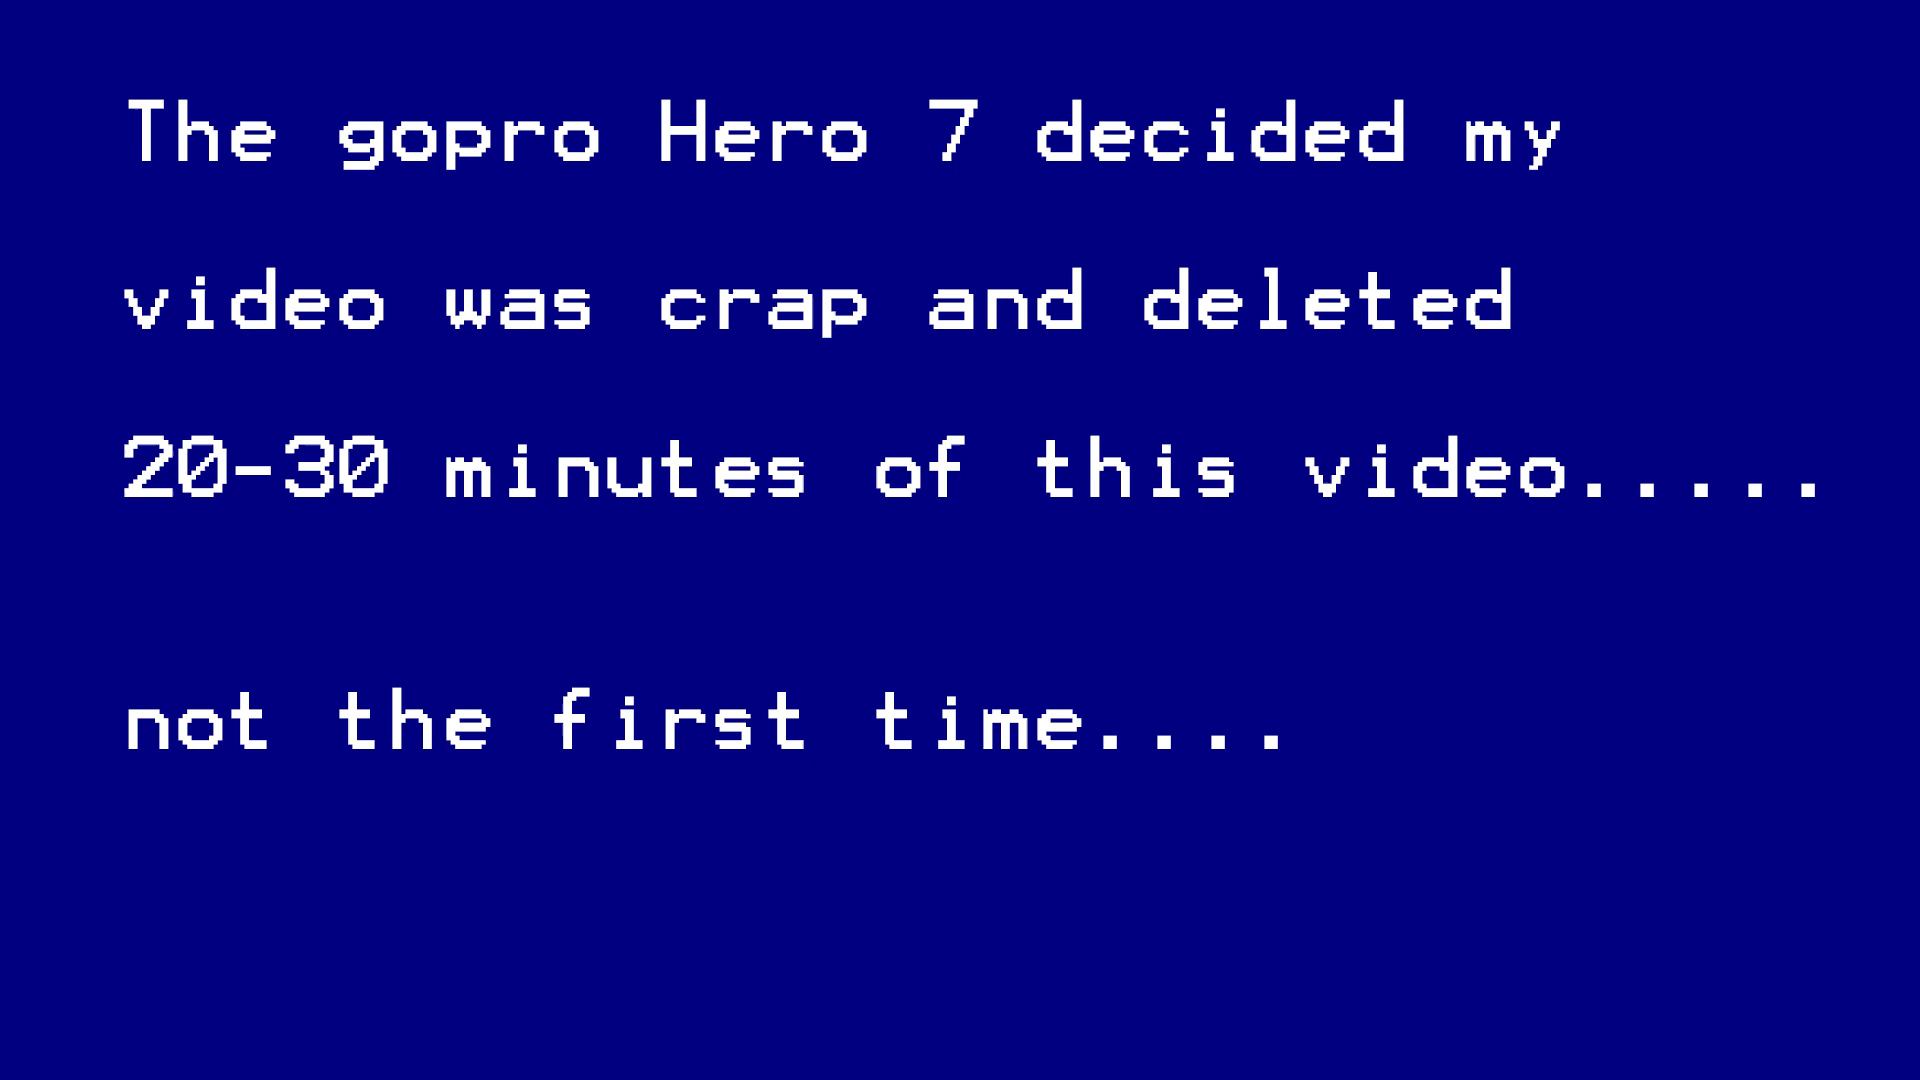 The gopro Hero 7 decided my
video was crap and deleted
20-30 minutes of this video.....
not the first time....